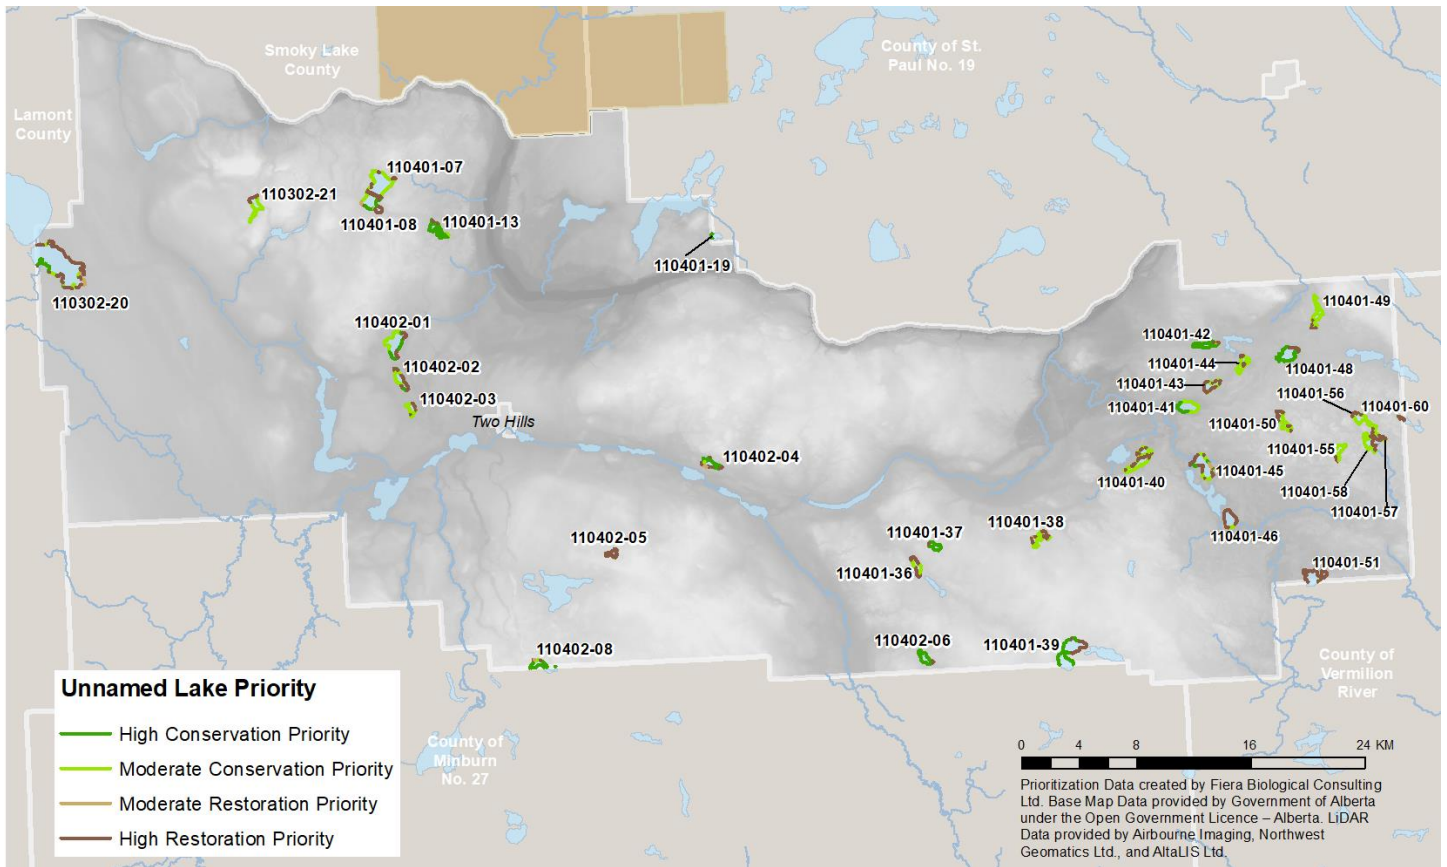 Smoky Lake
County
County of St.
Paul No. 19
Lamont
County
110401-07
110302-21
110401-08
110401-13
110401-19
110302-20
110401-49
110402-01
110401-42
110401-44
110401-48
110402-02
110401-43
110401-56
110401-60
110402-03
110401-41
Two Hills
110401-50
110401-55
110402-04
110401-45
110401-40
110401-58
110401-57
110401-37
110401-38
110402-05
110401-46
110401-36
110401-51
110402-06
110401-39
110402-08
County of
Vermilion
River
Unnamed Lake Priority
High Conservation Priority
Moderate Conservation Priority
Moderate Restoration Priority
High Restoration Priority
County of
Minburn
No. 27
0 4 8 16 24 KM
Prioritization Data created by Fiera Biological Consulting
Ltd. Base Map Data provided by Government of Alberta
under the Open Government Licence – Alberta. LiDAR
Data provided by Airbourne Imaging, Northwest
Geomatics Ltd., and AltaLIS Ltd.